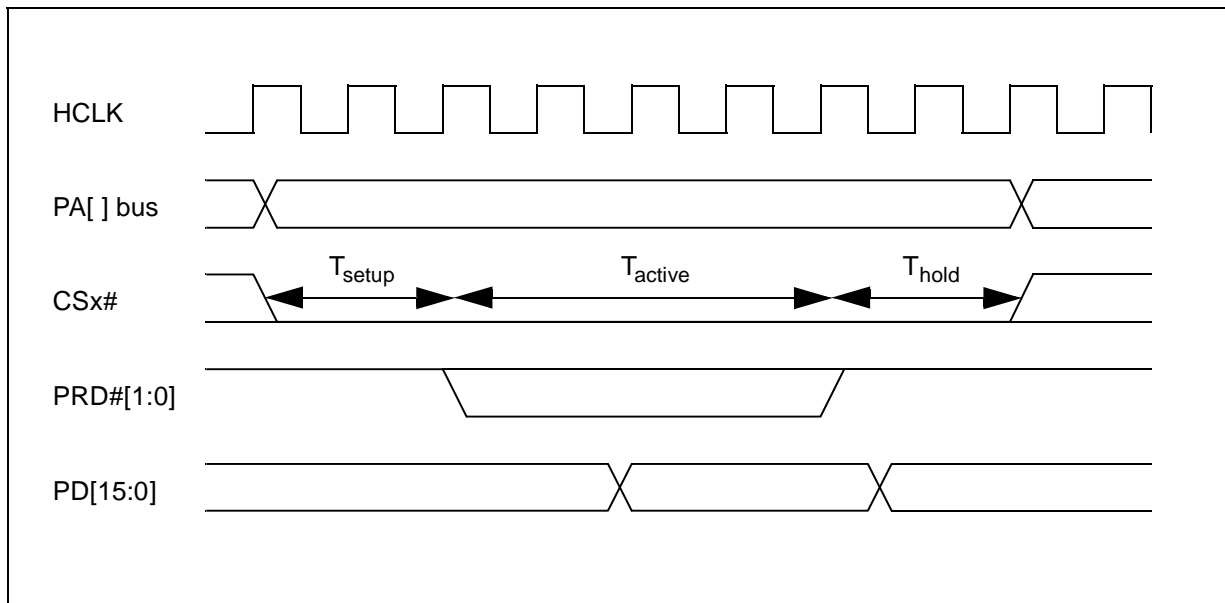 HCLK
PA[ ] bus
CSx#
Tsetup
Tactive
Thold
PRD#[1:0]
PD[15:0]